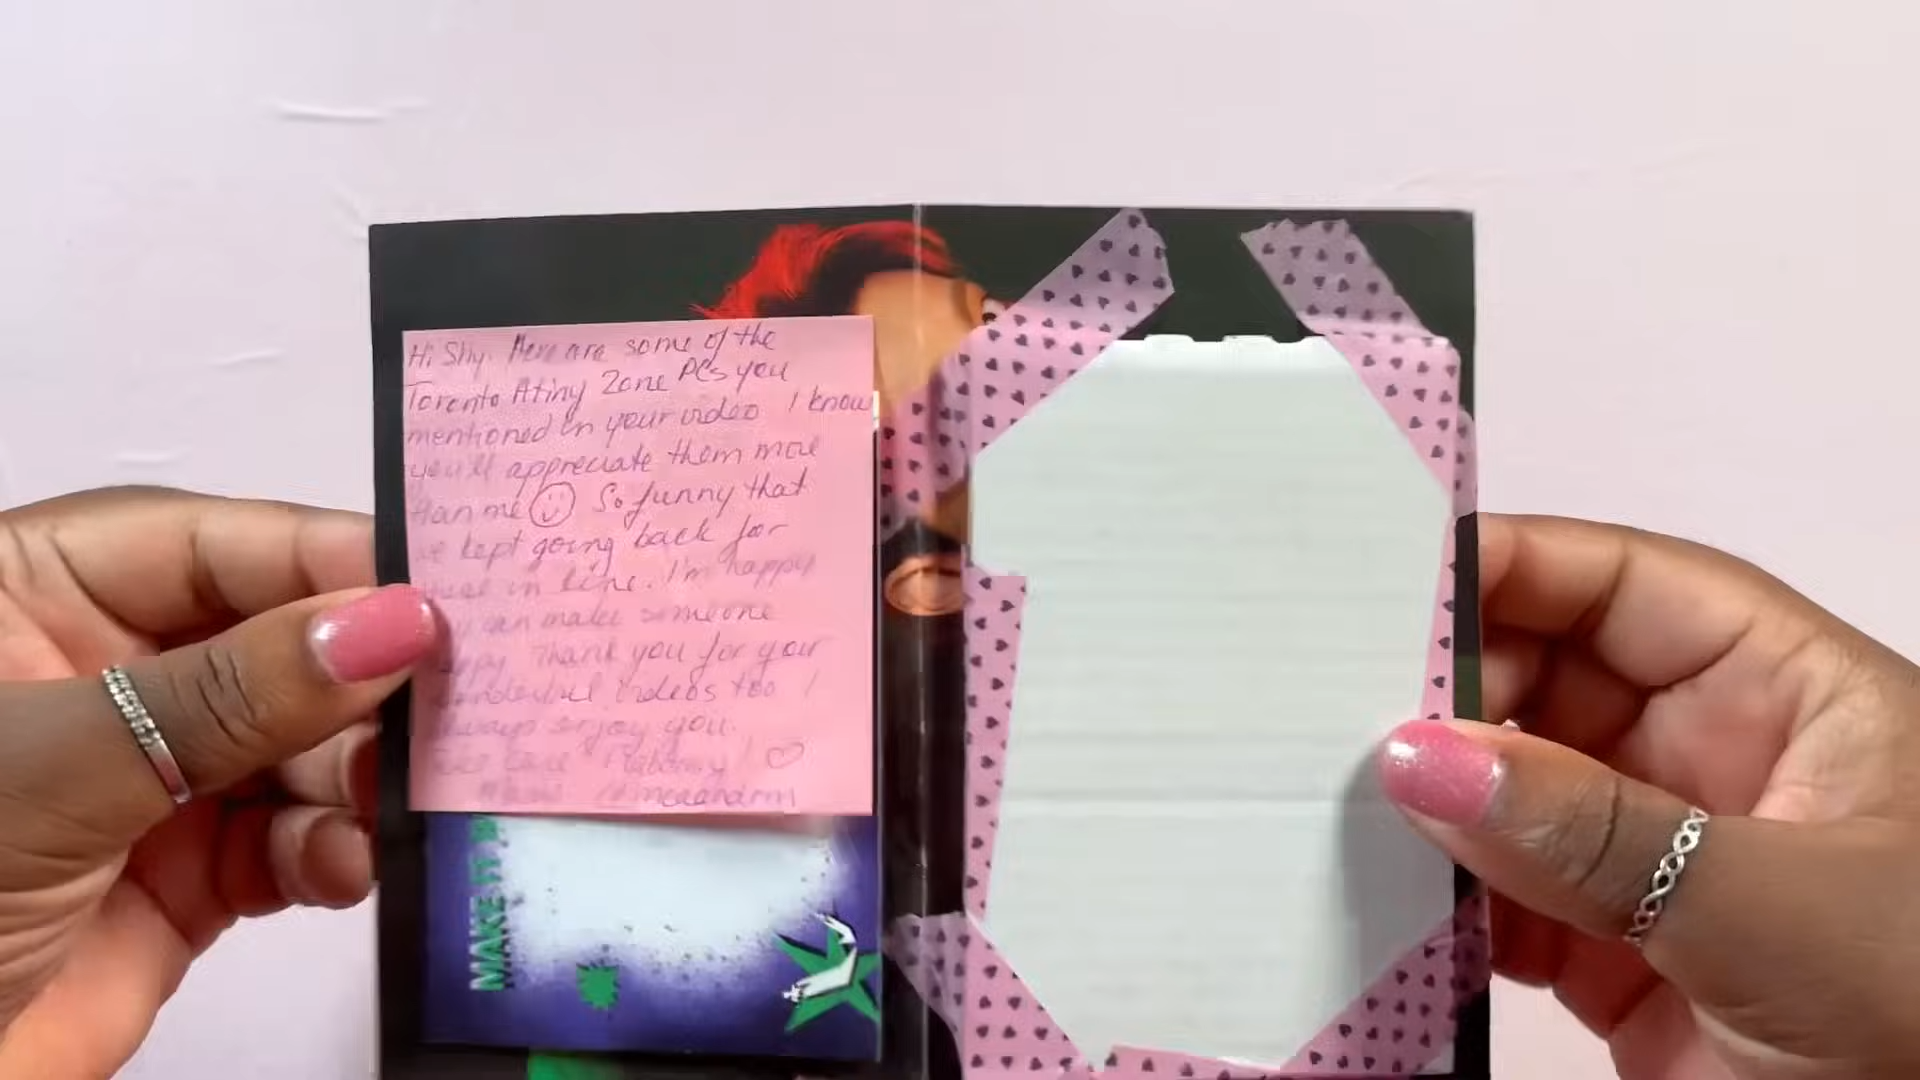 Hi Shy. Here are some of the
Toronto Atiny Zone PCs you
mentioned in your video I know
you'll appreciate them more
than me So funny that
we kept going back for
in line. I'm happy
can make someone
happy. Thank you for your
wonderful videos too I
always enjoy you.
Take care
MAKE IT